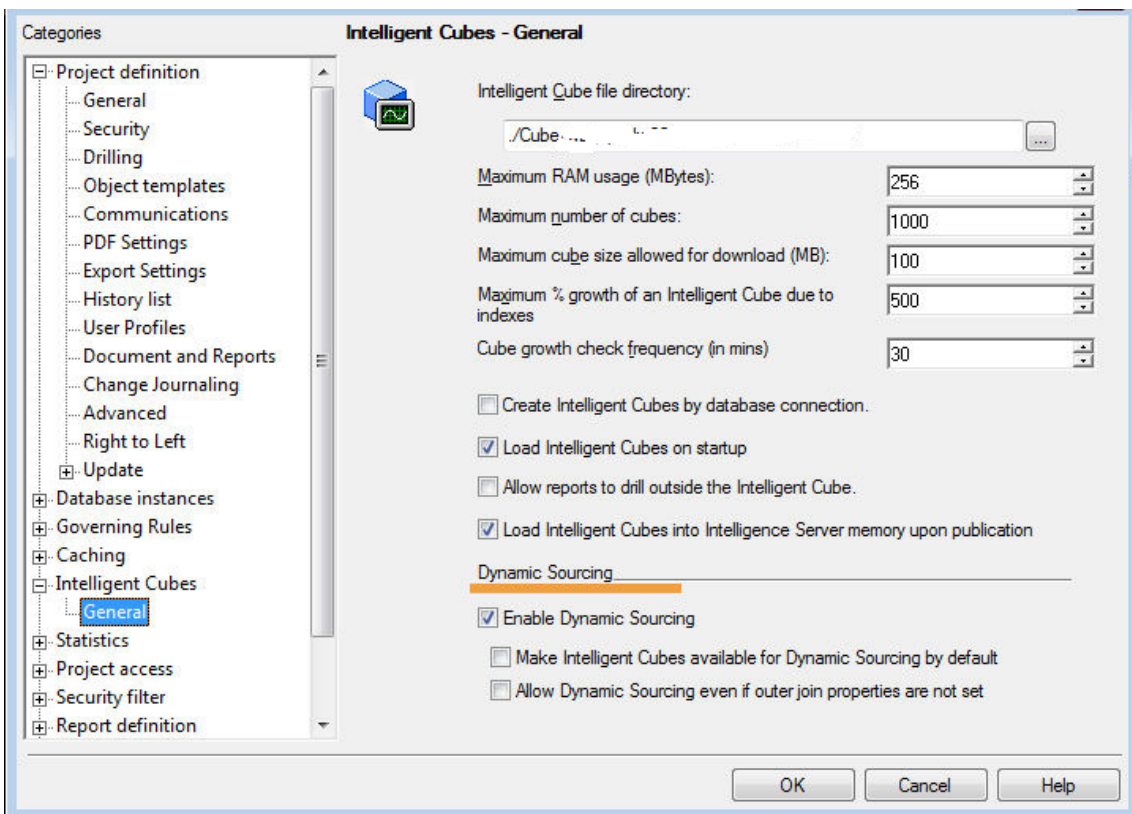 Categories
Intelligent Cubes - General
Project definition
General
Security
Drilling
Object templates
Communications
PDF Settings
Export Settings
History list
User Profiles
Document and Reports
Change Journaling
Advanced
Right to Left
Update
Database instances
Governing Rules
Caching
Intelligent Cubes
General
Statistics
Project access
Security filter
Report definition
Intelligent Cube file directory:
./Cube
...
Maximum RAM usage (MBytes):
256
Maximum number of cubes:
1000
Maximum cube size allowed for download (MB):
100
Maximum % growth of an Intelligent Cube due to
indexes
500
Cube growth check frequency (in mins)
30
Create Intelligent Cubes by database connection.
Load Intelligent Cubes on startup
Allow reports to drill outside the Intelligent Cube.
Load Intelligent Cubes into Intelligence Server memory upon publication
Dynamic Sourcing
Enable Dynamic Sourcing
Make Intelligent Cubes available for Dynamic Sourcing by default
Allow Dynamic Sourcing even if outer join properties are not set
OK
Cancel
Help